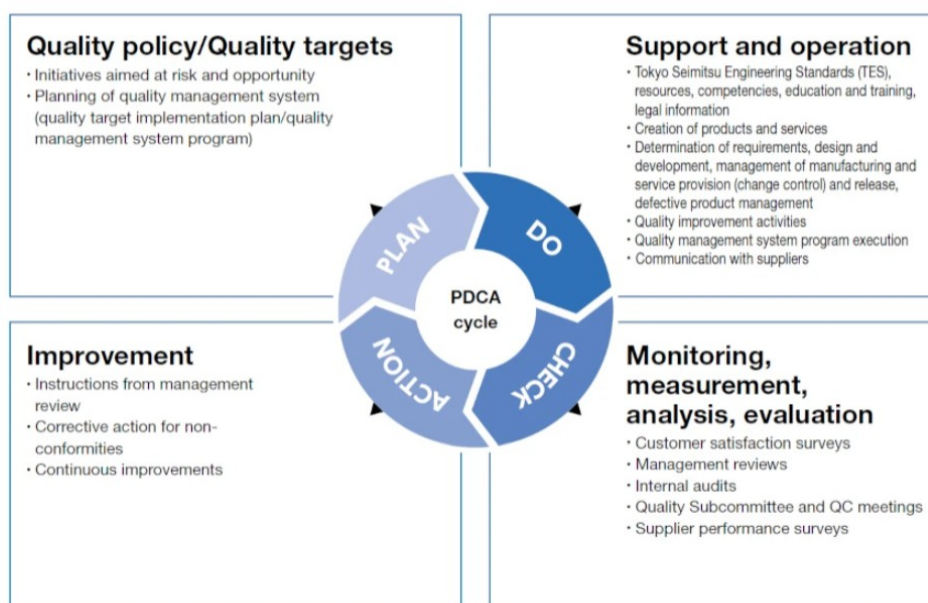 Quality policy/Quality targets
・Initiatives aimed at risk and opportunity
・Planning of quality management system
(quality target implementation plan/quality
management system program)
Support and operation
・Tokyo Seimitsu Engineering Standards (TES),
resources, competencies, education and training,
legal information
・Creation of products and services
・Determination of requirements, design and
development, management of manufacturing and
service provision (change control) and release,
defective product management
・Quality improvement activities
・Quality management system program execution
・Communication with suppliers
PLAN
DO
PDCA
cycle
ACTION
CHECK
Improvement
・Instructions from management
review
・Corrective action for non-
conformities
・Continuous improvements
Monitoring,
measurement,
analysis, evaluation
・Customer satisfaction surveys
・Management reviews
・Internal audits
・Quality Subcommittee and QC meetings
・Supplier performance surveys